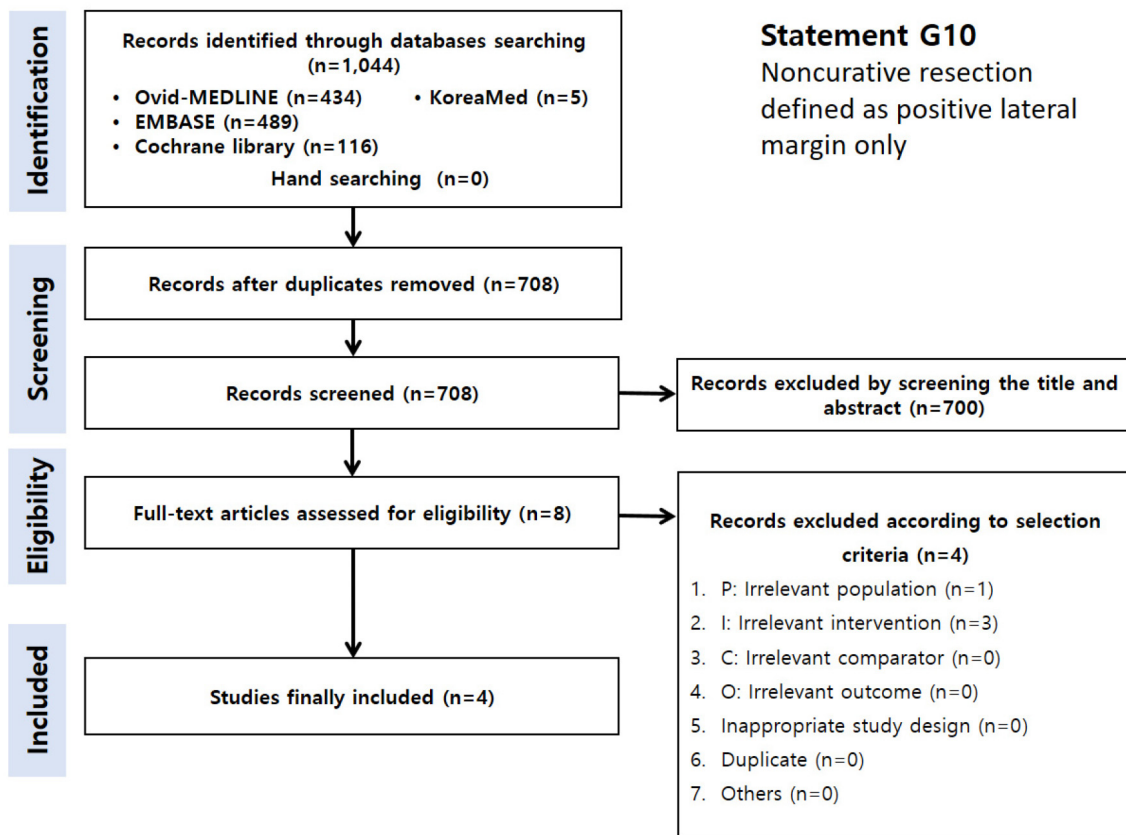 Identification
Records identified through databases searching
(n=1,044)
• Ovid-MEDLINE (n=434) • KoreaMed (n=5)
• EMBASE (n=489)
• Cochrane library (n=116)
Hand searching (n=0)
Statement G10
Noncurative resection
defined as positive lateral
margin only
Screening
Records after duplicates removed (n=708)
Records screened (n=708)
Records excluded by screening the title and
abstract (n=700)
Eligibility
Full-text articles assessed for eligibility (n=8)
Records excluded according to selection
criteria (n=4)
1. P: Irrelevant population (n=1)
2. I: Irrelevant intervention (n=3)
3. C: Irrelevant comparator (n=0)
4. O: Irrelevant outcome (n=0)
5. Inappropriate study design (n=0)
6. Duplicate (n=0)
7. Others (n=0)
Included
Studies finally included (n=4)